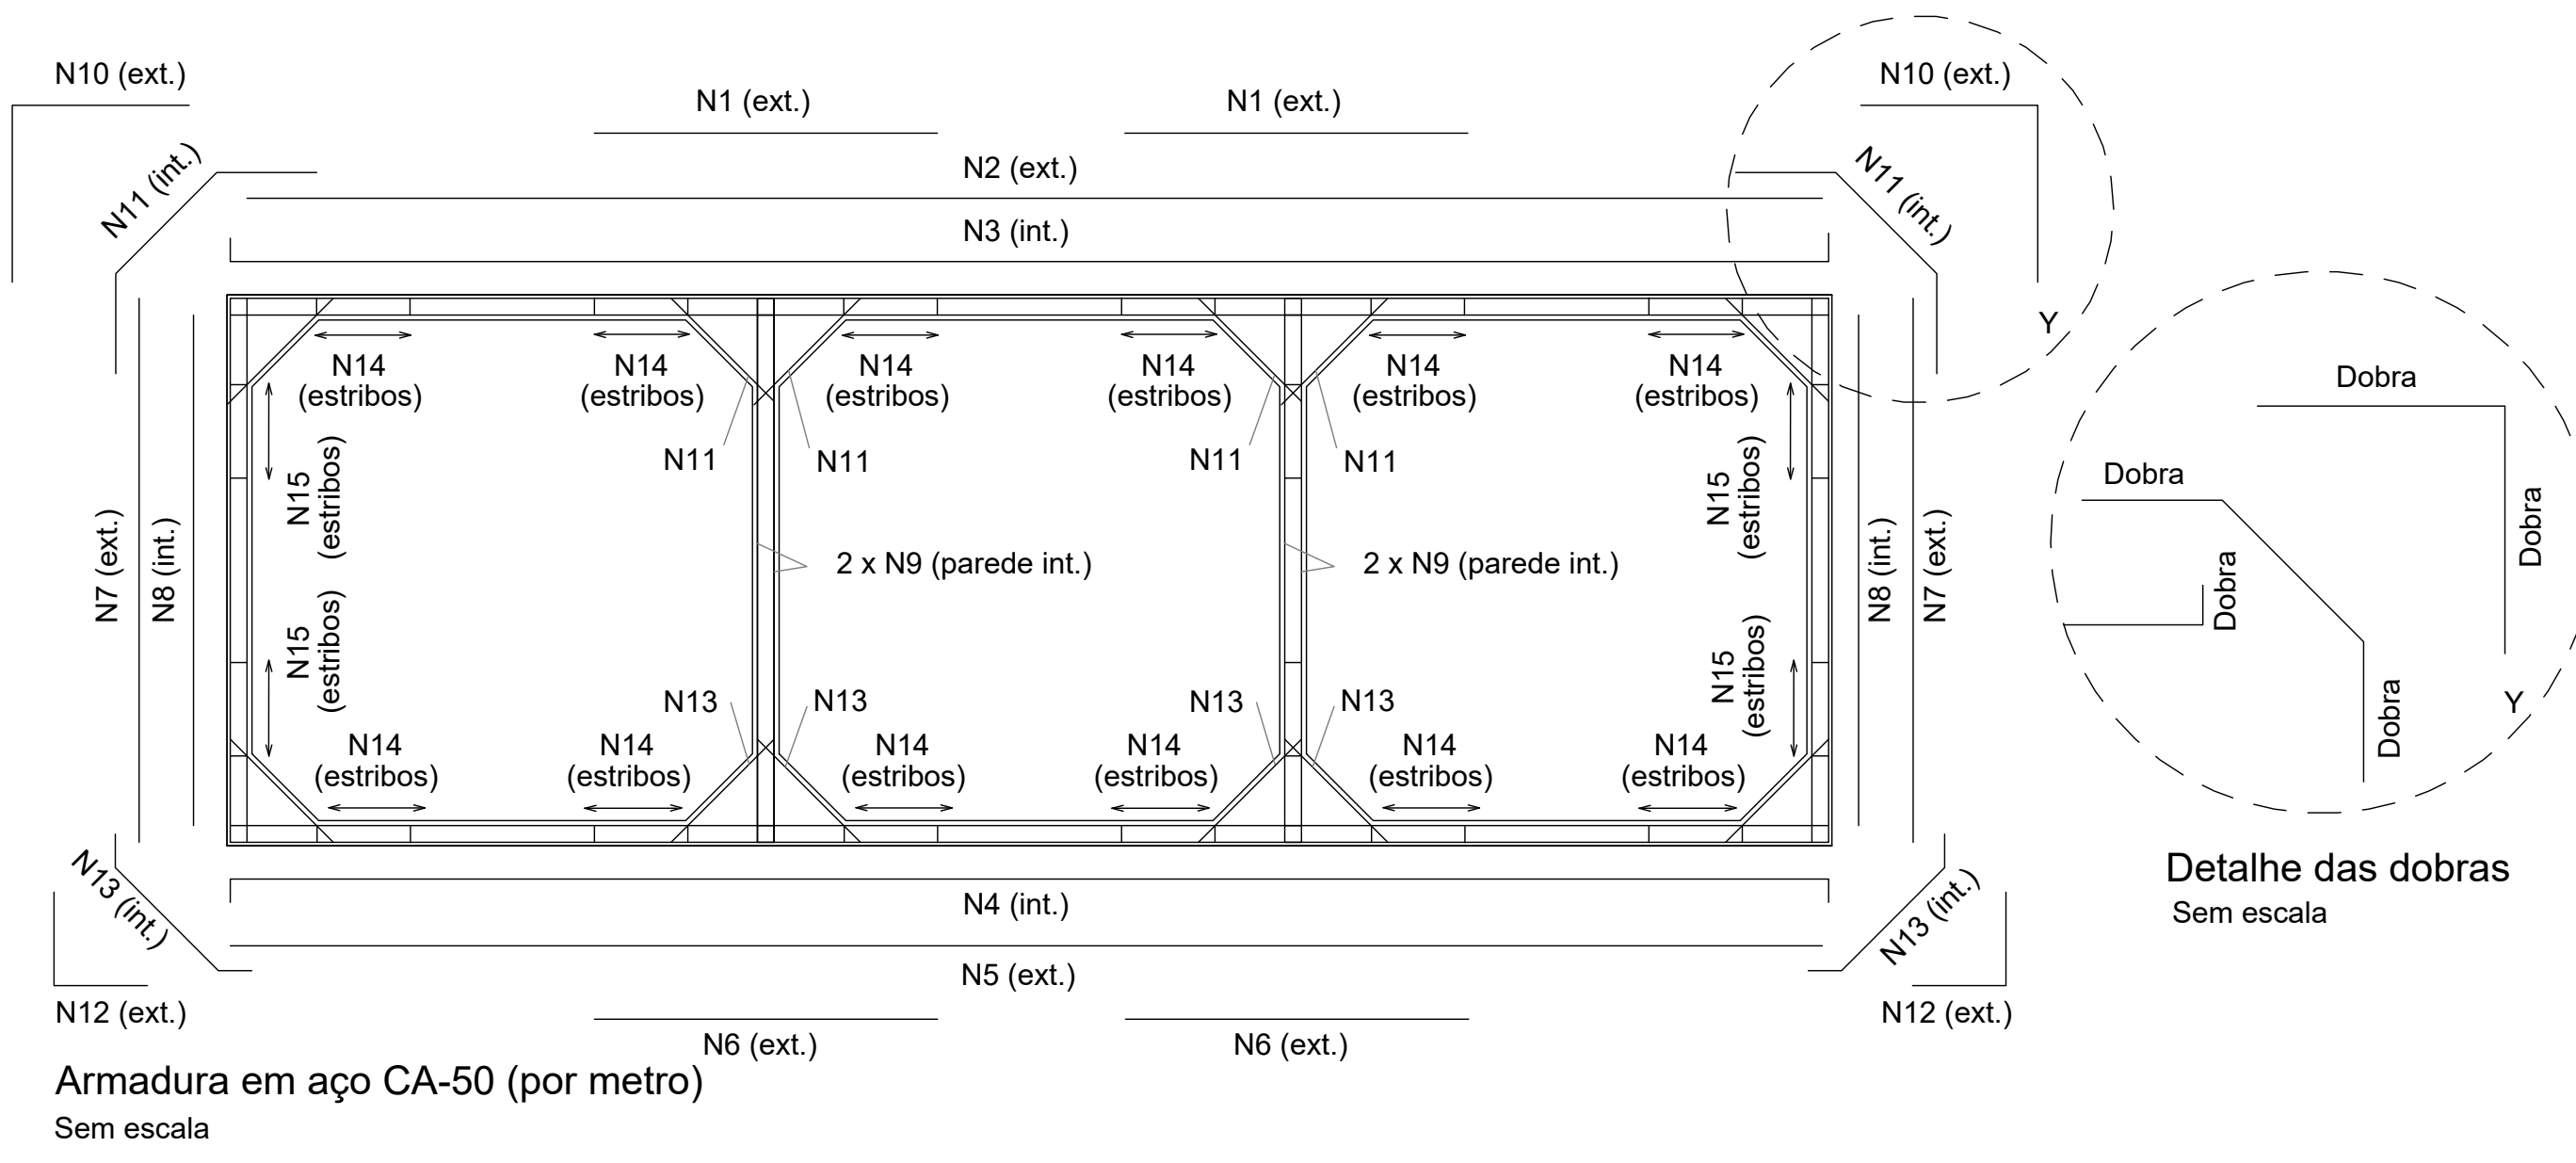 N10 (ext.)
N1 (ext.)
N1 (ext.)
N10 (ext.)
N11 (int.)
N2 (ext.)
N11 (int.)
N3 (int.)
Y
N14
(estribos)
N14
(estribos)
N14
(estribos)
N14
(estribos)
N14
(estribos)
N14
(estribos)
N11
N11
N11
N11
N15
(estribos)
N15
(estribos)
N7 (ext.)
N8 (int.)
2 x N9 (parede int.)
2 x N9 (parede int.)
N8 (int.)
N7 (ext.)
N15
(estribos)
N15
(estribos)
N13
N13
N13
N13
N14
(estribos)
N14
(estribos)
N14
(estribos)
N14
(estribos)
N14
(estribos)
N14
(estribos)
N13 (int.)
N4 (int.)
N13 (int.)
N5 (ext.)
N12 (ext.)
N12 (ext.)
N6 (ext.)
N6 (ext.)
Armadura em aço CA-50 (por metro)
Sem escala
Dobra
Dobra
Dobra
Dobra
Dobra
Y
Detalhe das dobras
Sem escala